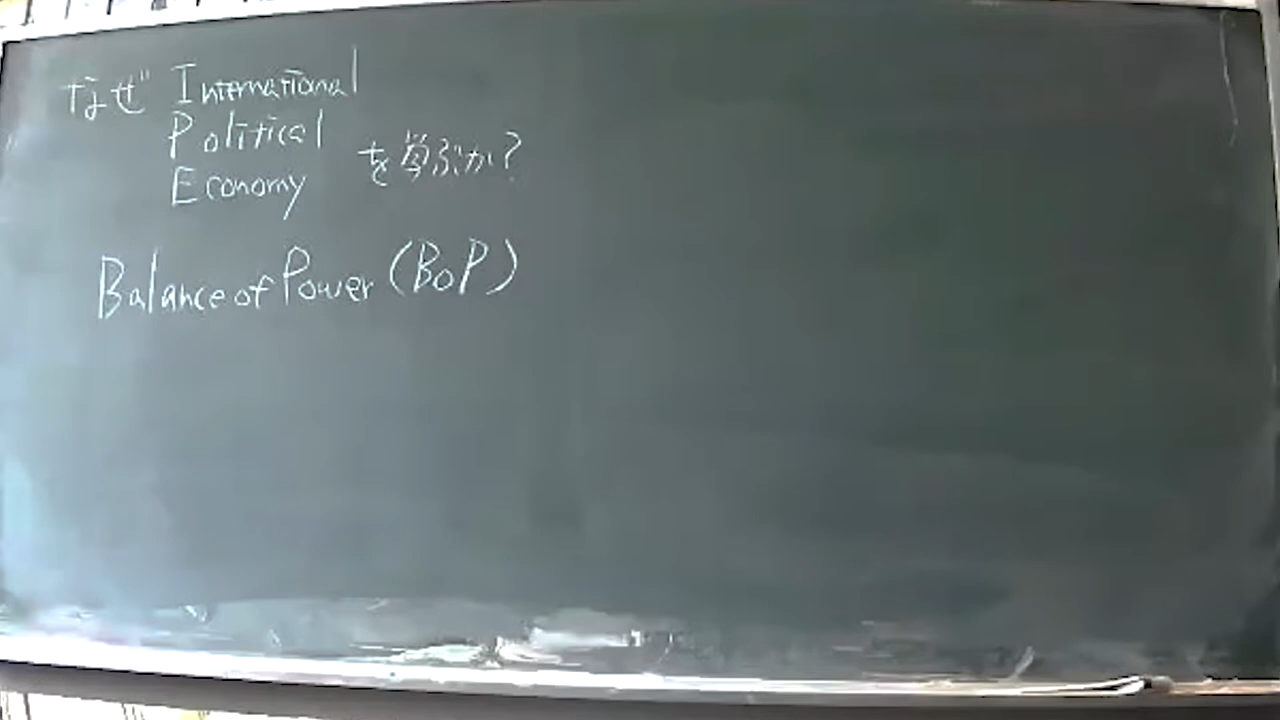 なぜ International
Political
Economy を学ぶか?
Balance of Power (BoP)